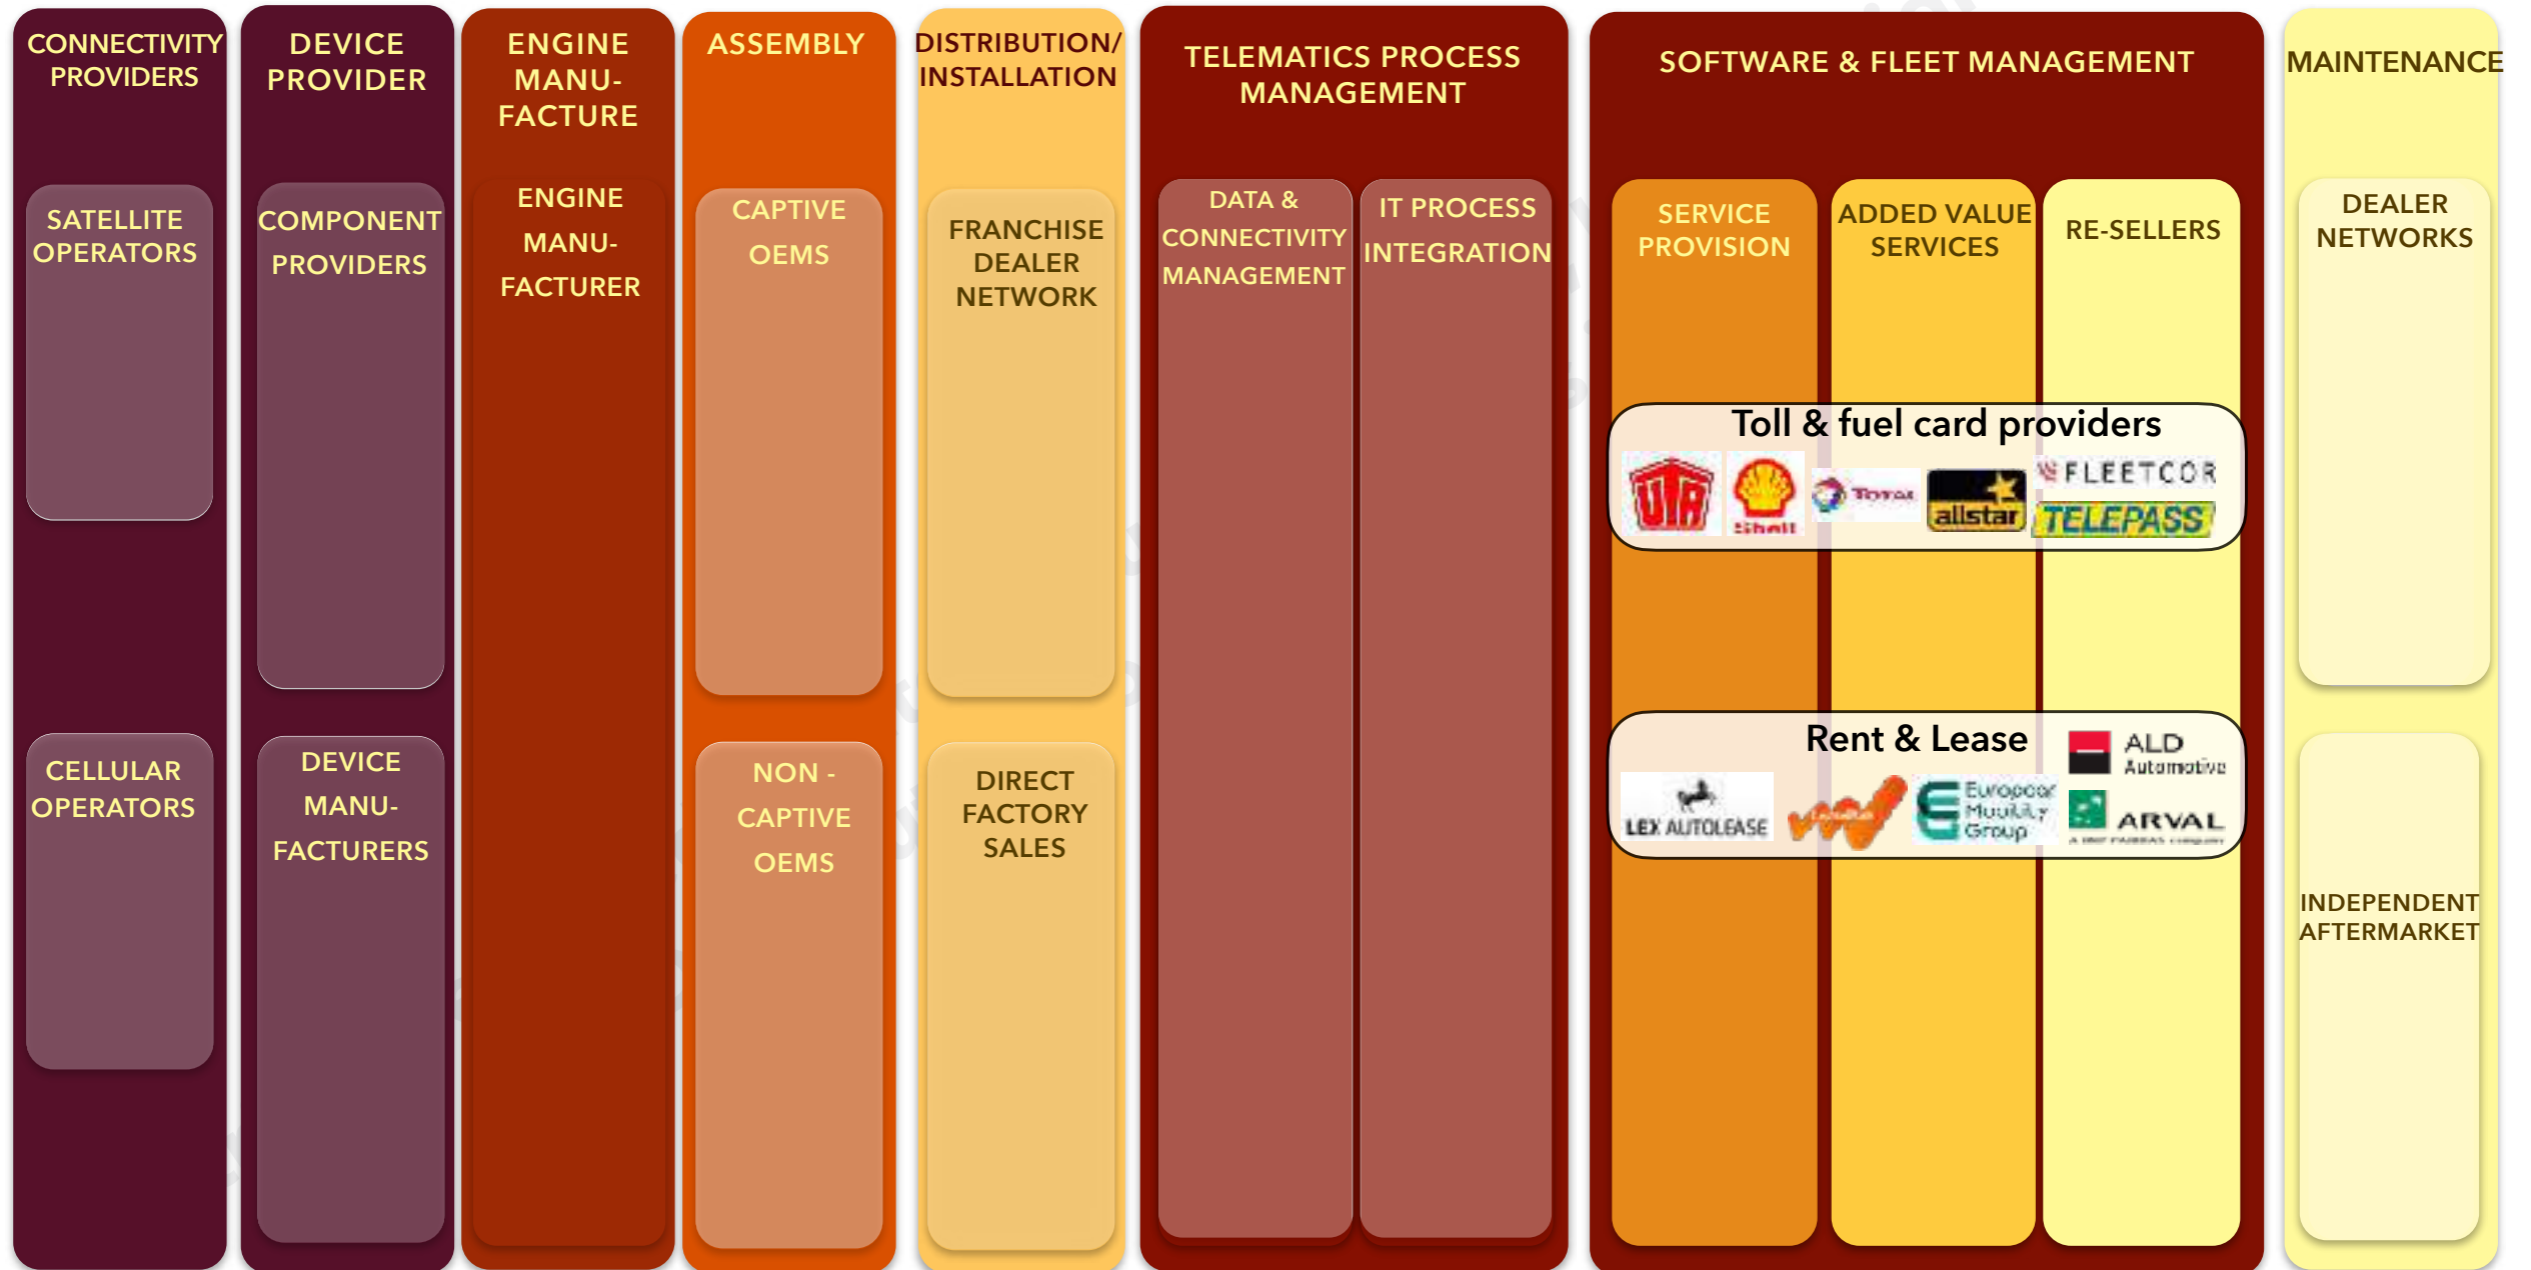 CONNECTIVITY
PROVIDERS
SATELLITE
OPERATORS
CELLULAR
OPERATORS
DEVICE
PROVIDER
COMPONENT
PROVIDERS
DEVICE
MANU-
FACTURERS
ENGINE
MANU-
FACTURE
ENGINE
MANU-
FACTURER
ASSEMBLY
CAPTIVE
OEMS
NON -
CAPTIVE
OEMS
DISTRIBUTION/
INSTALLATION
FRANCHISE
DEALER
NETWORK
DIRECT
FACTORY
SALES
TELEMATICS PROCESS
MANAGEMENT
DATA &
CONNECTIVITY
MANAGEMENT
IT PROCESS
INTEGRATION
SOFTWARE & FLEET MANAGEMENT
SERVICE
PROVISION
ADDED VALUE
SERVICES
RE-SELLERS
Toll & fuel card providers
UTA
Shell
TOTAL
allstar
FLEETCOR
TELEPASS
Rent & Lease
LEX AUTOLEASE
Europcar
Mobility
Group
ALD
Automotive
ARVAL
A BNP PARIBAS company
MAINTENANCE
DEALER
NETWORKS
INDEPENDENT
AFTERMARKET